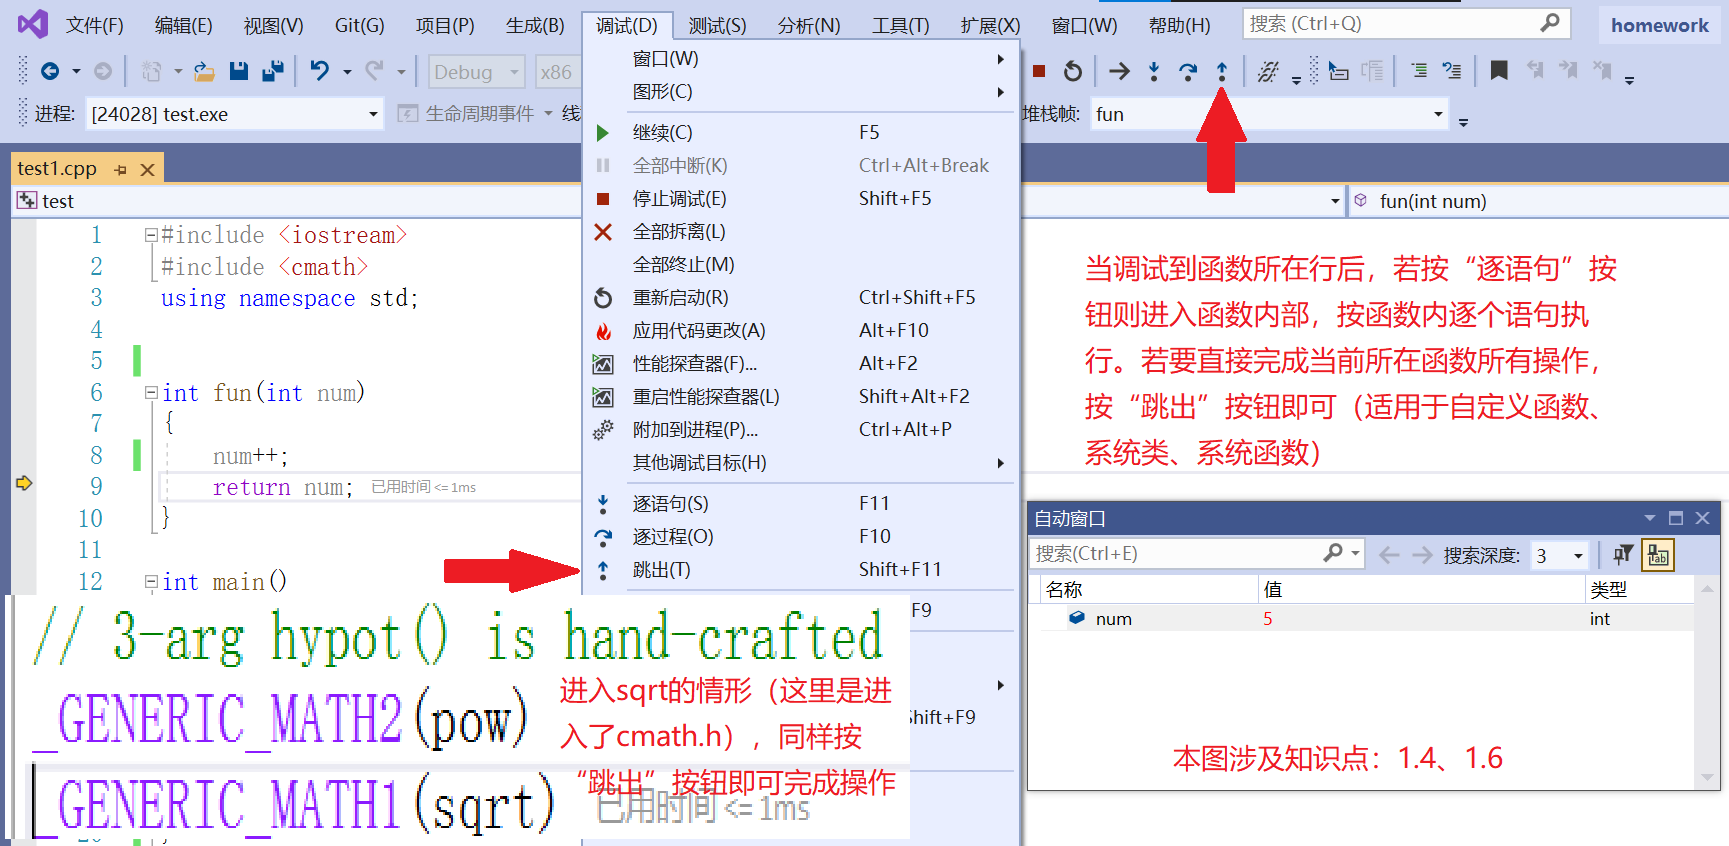 文件(F) 编辑(E) 视图(V) Git(G) 项目(P) 生成(B) 调试(D) 测试(S) 分析(N) 工具(T) 扩展(X) 窗口(W) 帮助(H) 搜索 (Ctrl+Q) homework
Debug x86
进程: [24028] test.exe 生命周期事件 线 堆栈帧: fun
test1.cpp
test fun(int num)
窗口(W)
图形(C)
继续(C) F5
全部中断(K) Ctrl+Alt+Break
停止调试(E) Shift+F5
全部拆离(L)
全部终止(M)
重新启动(R) Ctrl+Shift+F5
应用代码更改(A) Alt+F10
性能探查器(F)... Alt+F2
重启性能探查器(L) Shift+Alt+F2
附加到进程(P)... Ctrl+Alt+P
其他调试目标(H)
逐语句(S) F11
逐过程(O) F10
跳出(T) Shift+F11
F9
Shift+F9
1 #include <iostream>
2 #include <cmath>
3 using namespace std;
4
5
6 int fun(int num)
7 {
8 num++;
9 return num; 已用时间 <= 1ms
10 }
11
12 int main()
// 3-arg hypot() is hand-crafted
_GENERIC_MATH2(pow)
_GENERIC_MATH1(sqrt) 已用时间 <= 1ms
进入sqrt的情形（这里是进
入了cmath.h），同样按
“跳出”按钮即可完成操作
当调试到函数所在行后，若按“逐语句”按
钮则进入函数内部，按函数内逐个语句执
行。若要直接完成当前所在函数所有操作，
按“跳出”按钮即可（适用于自定义函数、
系统类、系统函数）
自动窗口
搜索(Ctrl+E) 搜索深度: 3
名称 值 类型
num 5 int
本图涉及知识点：1.4、1.6